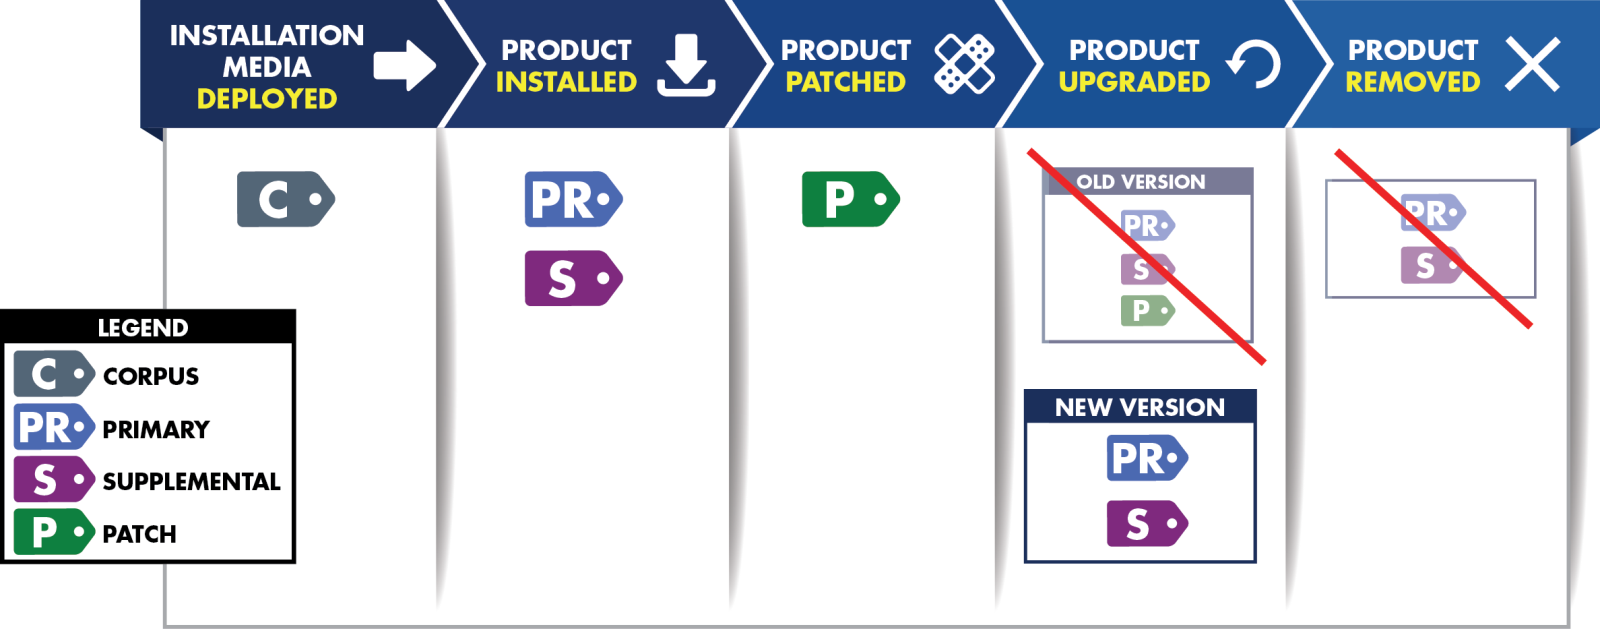 INSTALLATION
MEDIA
DEPLOYED
PRODUCT
INSTALLED
PRODUCT
PATCHED
PRODUCT
UPGRADED
PRODUCT
REMOVED
C
PR
S
P
OLD VERSION
PR
S
P
NEW VERSION
PR
S
PR
S
LEGEND
C CORPUS
PR PRIMARY
S SUPPLEMENTAL
P PATCH